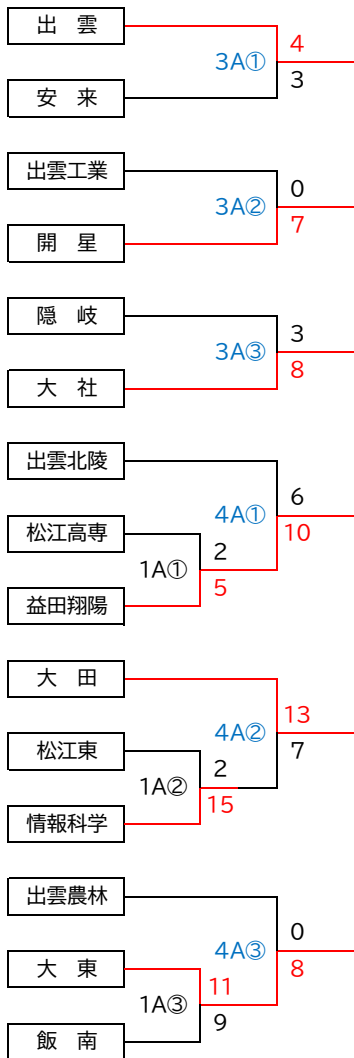 出　雲
4
3A①
3
安　来
出雲工業
0
3A②
7
開　星
隠　岐
3
3A③
8
大　社
出雲北陵
6
4A①
10
松江高専
2
1A①
5
益田翔陽
大　田
13
4A②
7
松江東
2
1A②
15
情報科学
出雲農林
0
4A③
8
大　東
11
1A③
9
飯　南